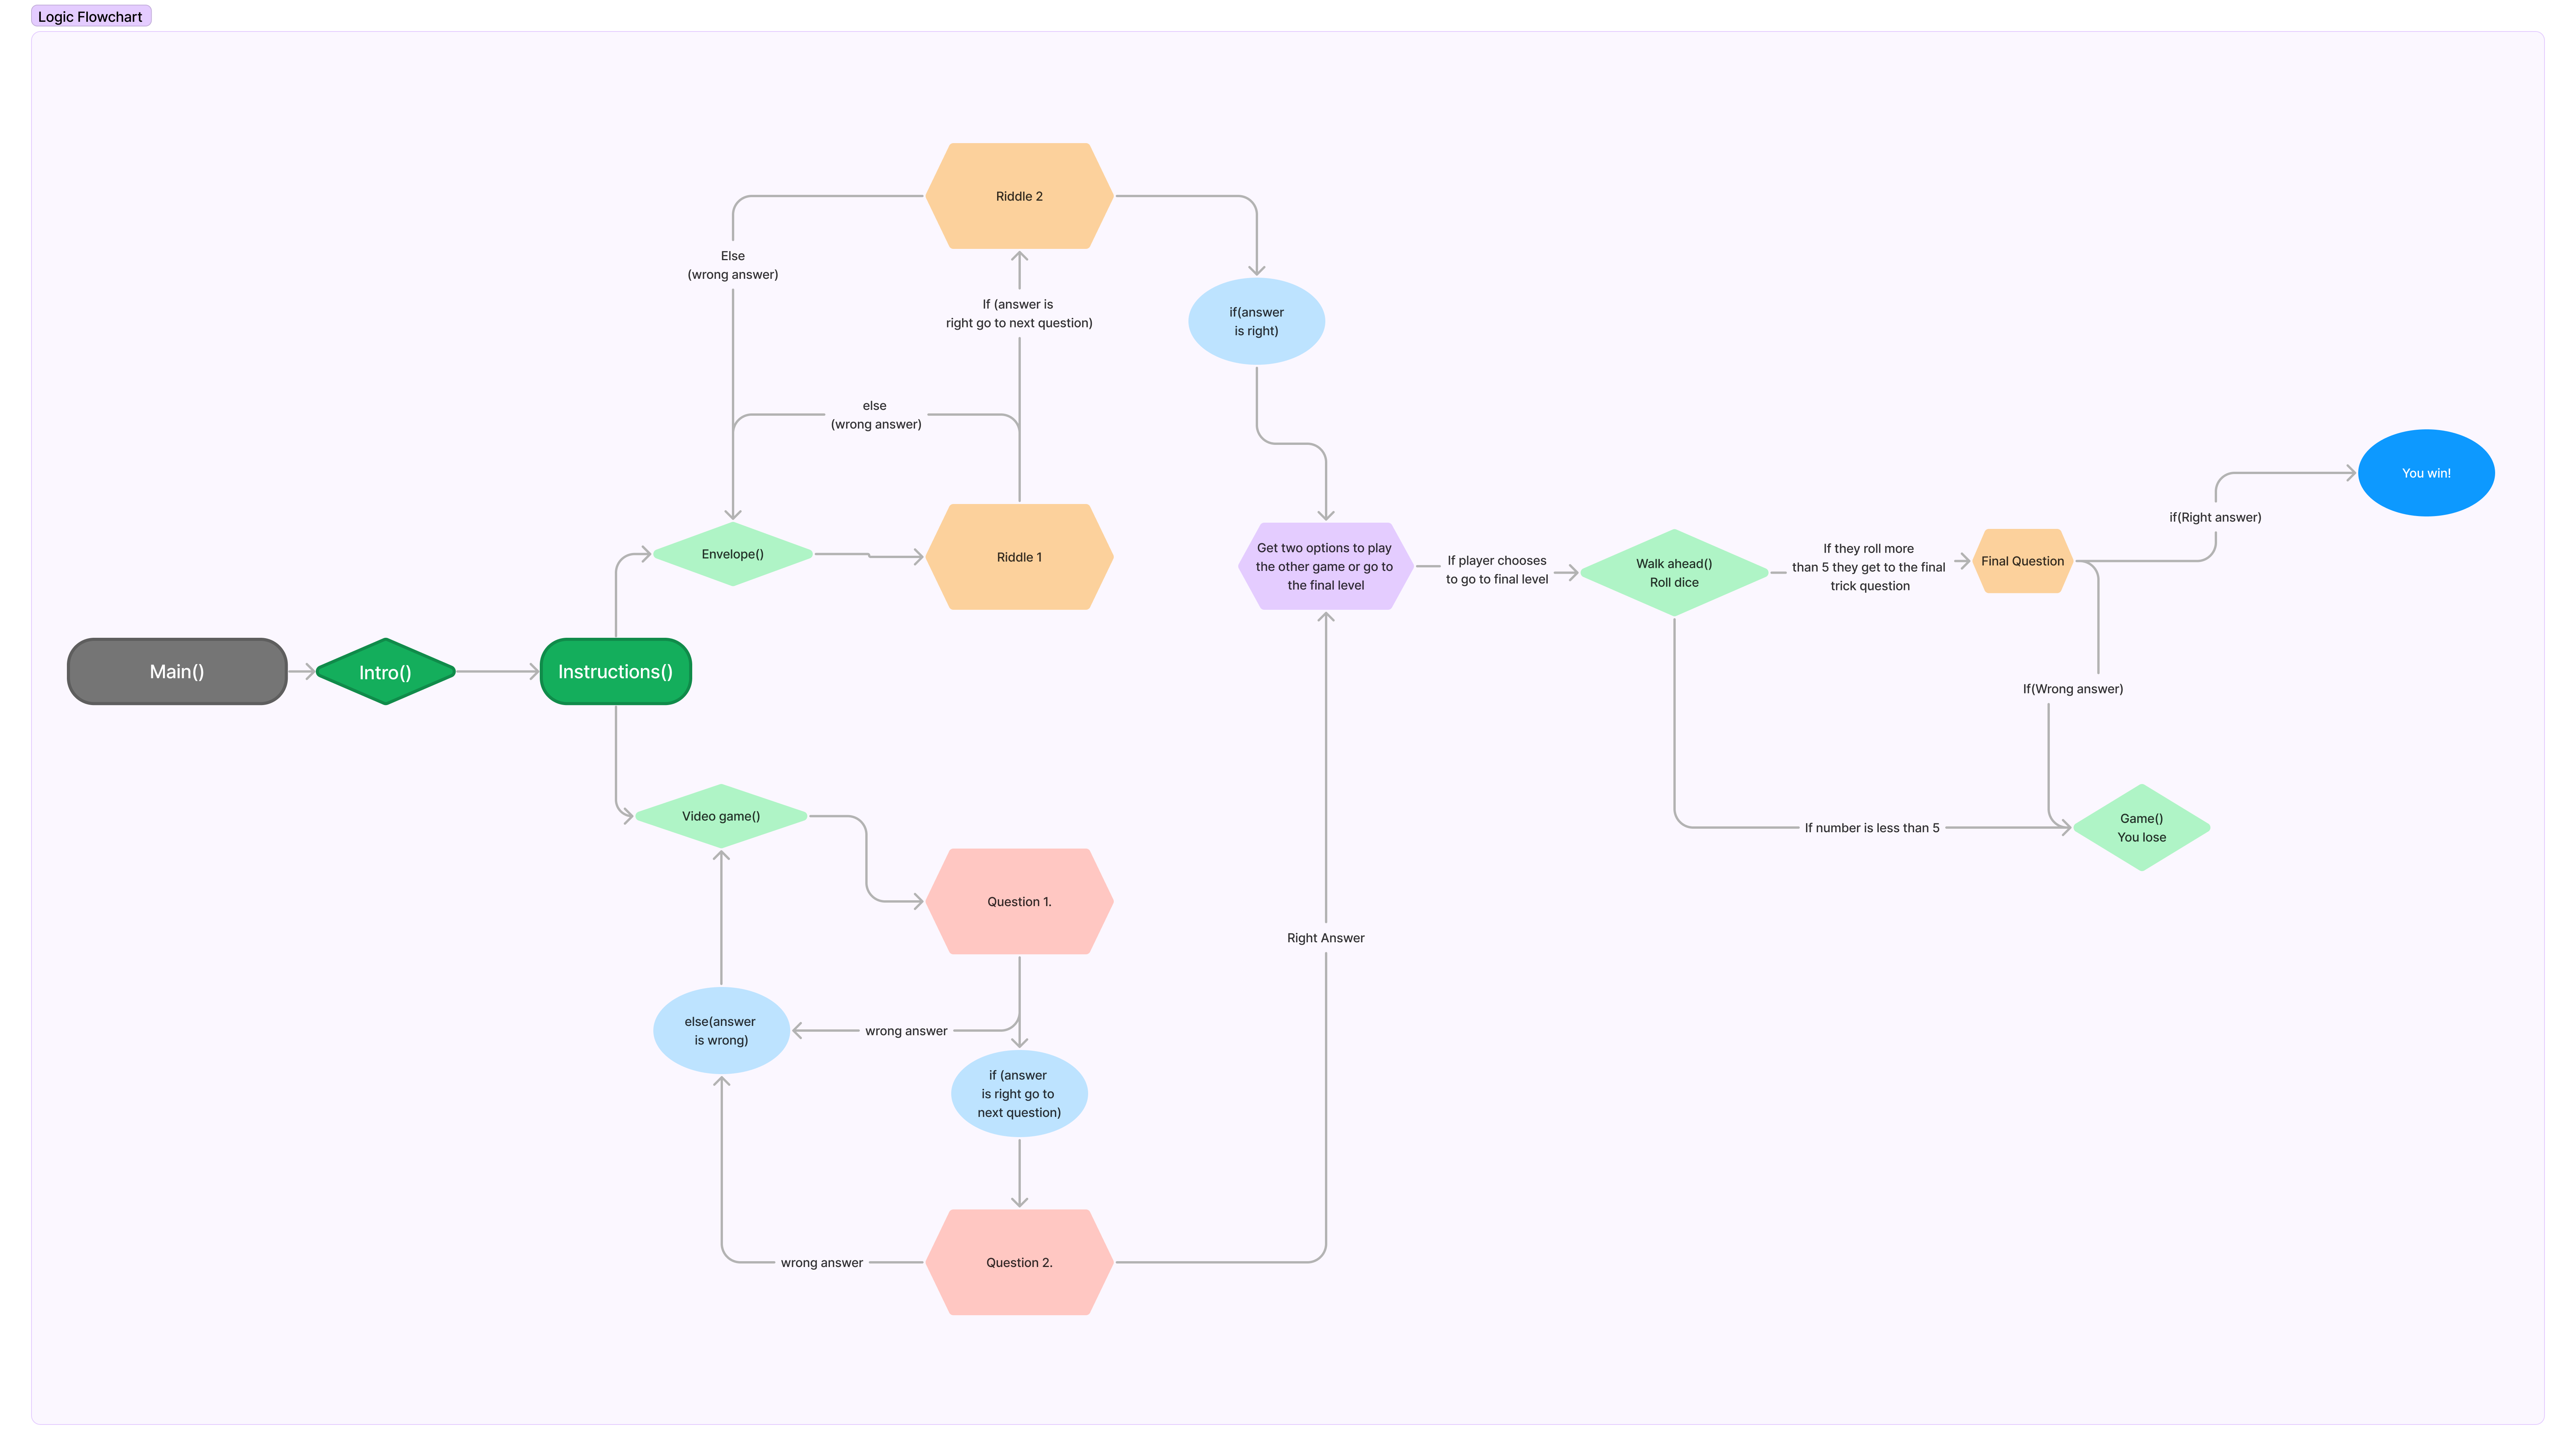 Logic Flowchart
Riddle 2
Else
(wrong answer)
If (answer is
right go to next question)
if(answer
is right)
else
(wrong answer)
You win!
if(Right answer)
Envelope()
Riddle 1
Get two options to play
the other game or go to
the final level
If player chooses
to go to final level
Walk ahead()
Roll dice
If they roll more
than 5 they get to the final
trick question
Final Question
Main()
Intro()
Instructions()
If(Wrong answer)
Video game()
If number is less than 5
Game()
You lose
Question 1.
Right Answer
else(answer
is wrong)
wrong answer
if (answer
is right go to
next question)
wrong answer
Question 2.